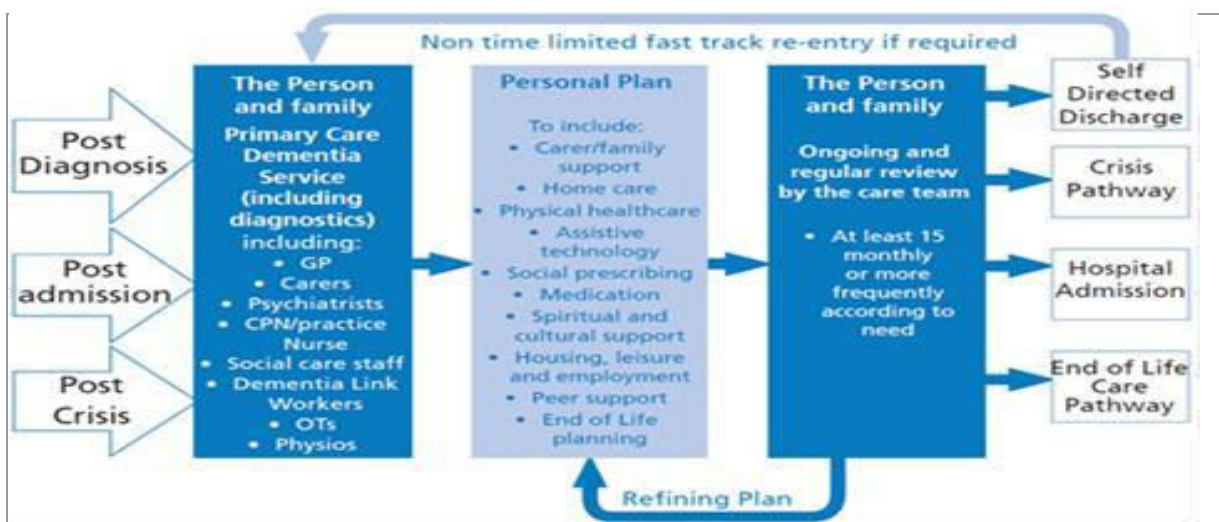 Non time limited fast track re-entry if required
Post
Diagnosis
Post
admission
Post
Crisis
The Person
and family
Primary Care
Dementia
Service
(including
diagnostics)
including:
• GP
• Carers
• Psychiatrists
• CPN/practice
Nurse
• Social care staff
• Dementia Link
Workers
• OTs
• Physios
Personal Plan
To include:
• Carer/family
support
• Home care
• Physical healthcare
• Assistive
technology
• Social prescribing
• Medication
• Spiritual and
cultural support
• Housing, leisure
and employment
• Peer support
• End of Life
planning
The Person
and family
Ongoing and
regular review
by the care team
• At least 15
monthly
or more
frequently
according to
need
Self
Directed
Discharge
Crisis
Pathway
Hospital
Admission
End of Life
Care
Pathway
Refining Plan